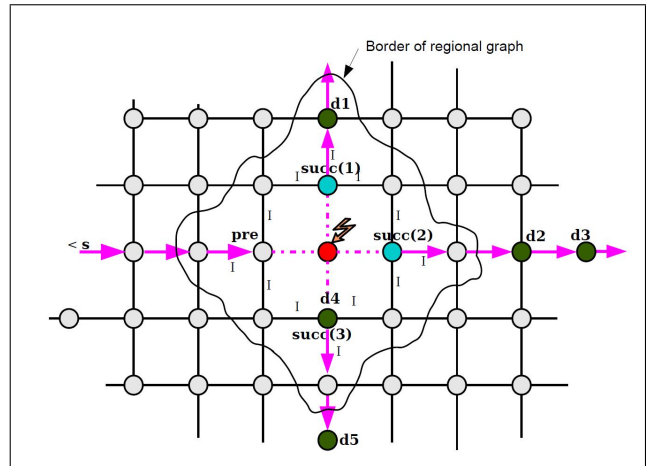 Border of regional graph
d1
I
succ(1)
I I
I I
pre succ(2) d2 d3
< s
I I
I I
d4
I I
succ(3)
I
d5